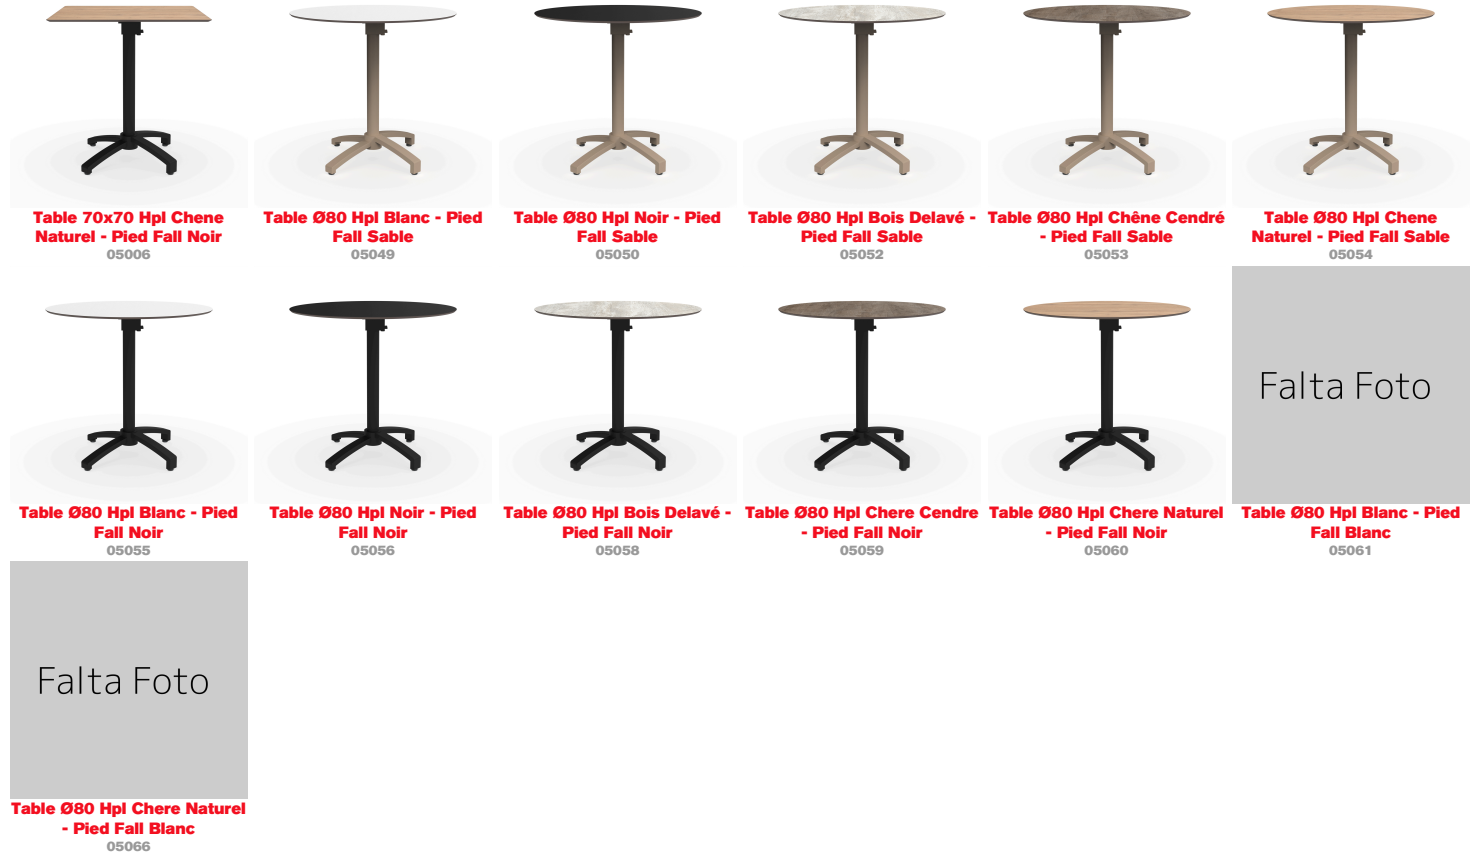 Table 70x70 Hpl Chene
Naturel - Pied Fall Noir
05006
Table Ø80 Hpl Blanc - Pied
Fall Sable
05049
Table Ø80 Hpl Noir - Pied
Fall Sable
05050
Table Ø80 Hpl Bois Delavé -
Pied Fall Sable
05052
Table Ø80 Hpl Chêne Cendré
- Pied Fall Sable
05053
Table Ø80 Hpl Chene
Naturel - Pied Fall Sable
05054
Table Ø80 Hpl Blanc - Pied
Fall Noir
05055
Table Ø80 Hpl Noir - Pied
Fall Noir
05056
Table Ø80 Hpl Bois Delavé -
Pied Fall Noir
05058
Table Ø80 Hpl Chere Cendre
- Pied Fall Noir
05059
Table Ø80 Hpl Chere Naturel
- Pied Fall Noir
05060
Falta Foto
Table Ø80 Hpl Blanc - Pied
Fall Blanc
05061
Falta Foto
Table Ø80 Hpl Chere Naturel
- Pied Fall Blanc
05066